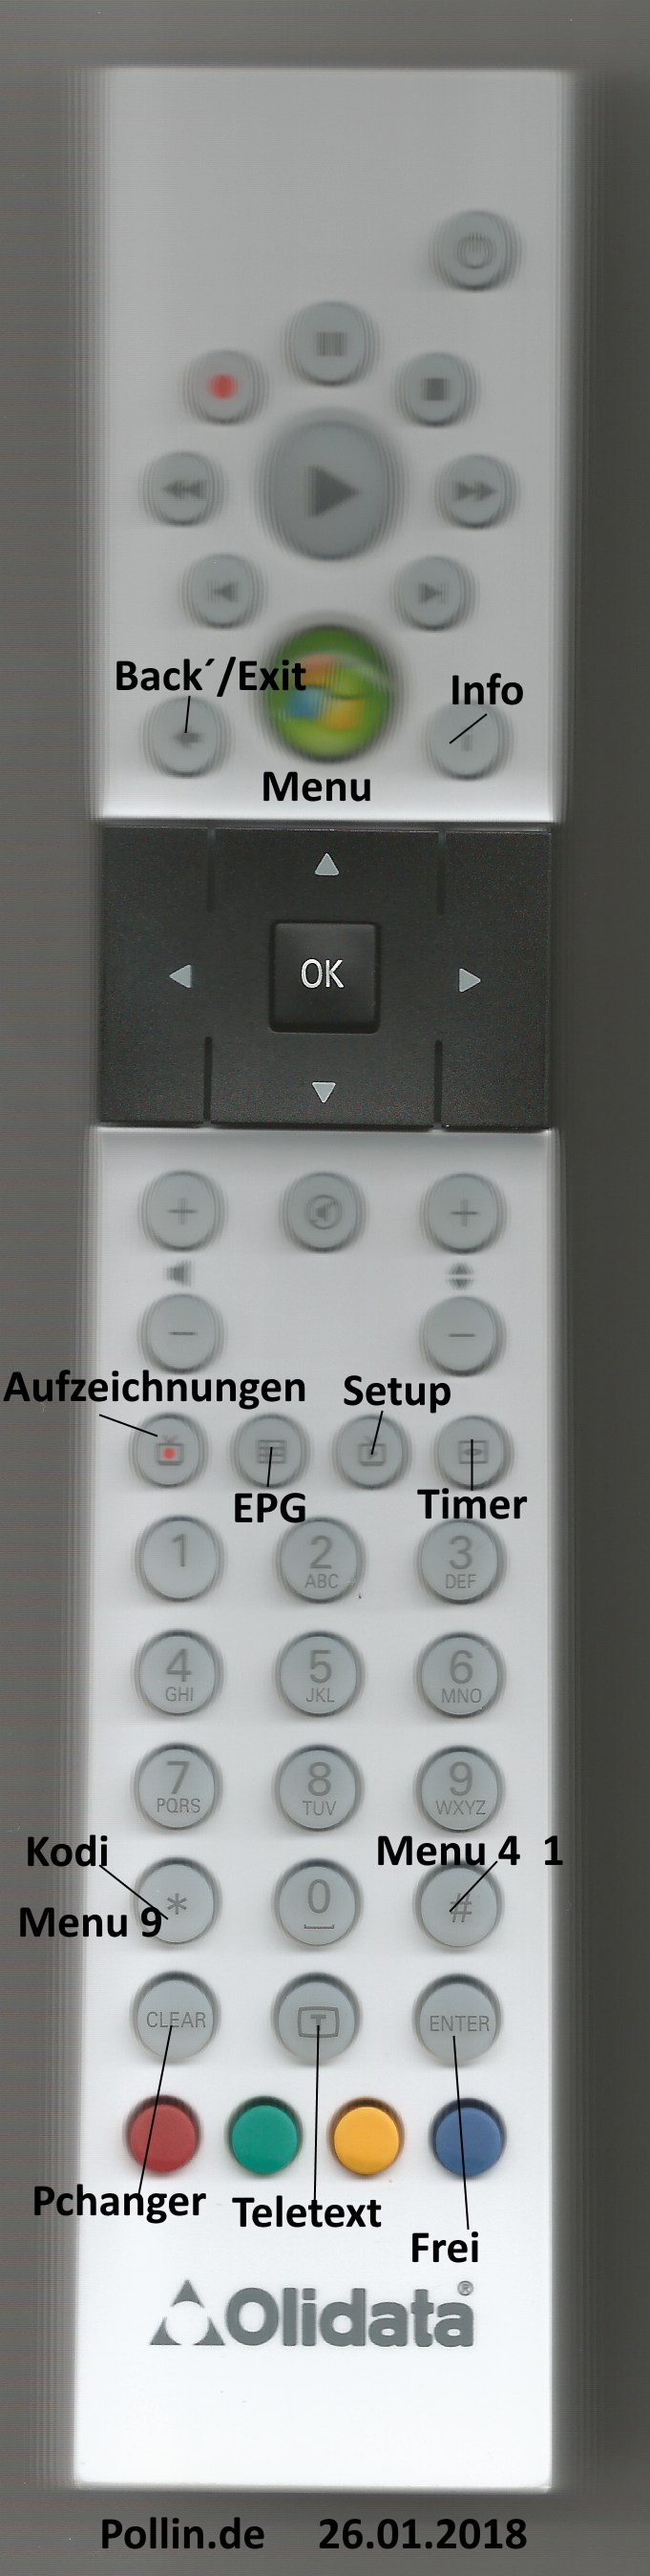 Back´/Exit
Info
Menu
OK
+
+
−
−
Aufzeichnungen
Setup
EPG
Timer
1
2
3
ABC
DEF
4
5
6
GHI
JKL
MNO
7
8
9
PQRS
TUV
WXYZ
Kodi
Menu 4 1
*
0
#
Menu 9
CLEAR
T
ENTER
Pchanger
Teletext
Frei
Olidata®
Pollin.de 26.01.2018